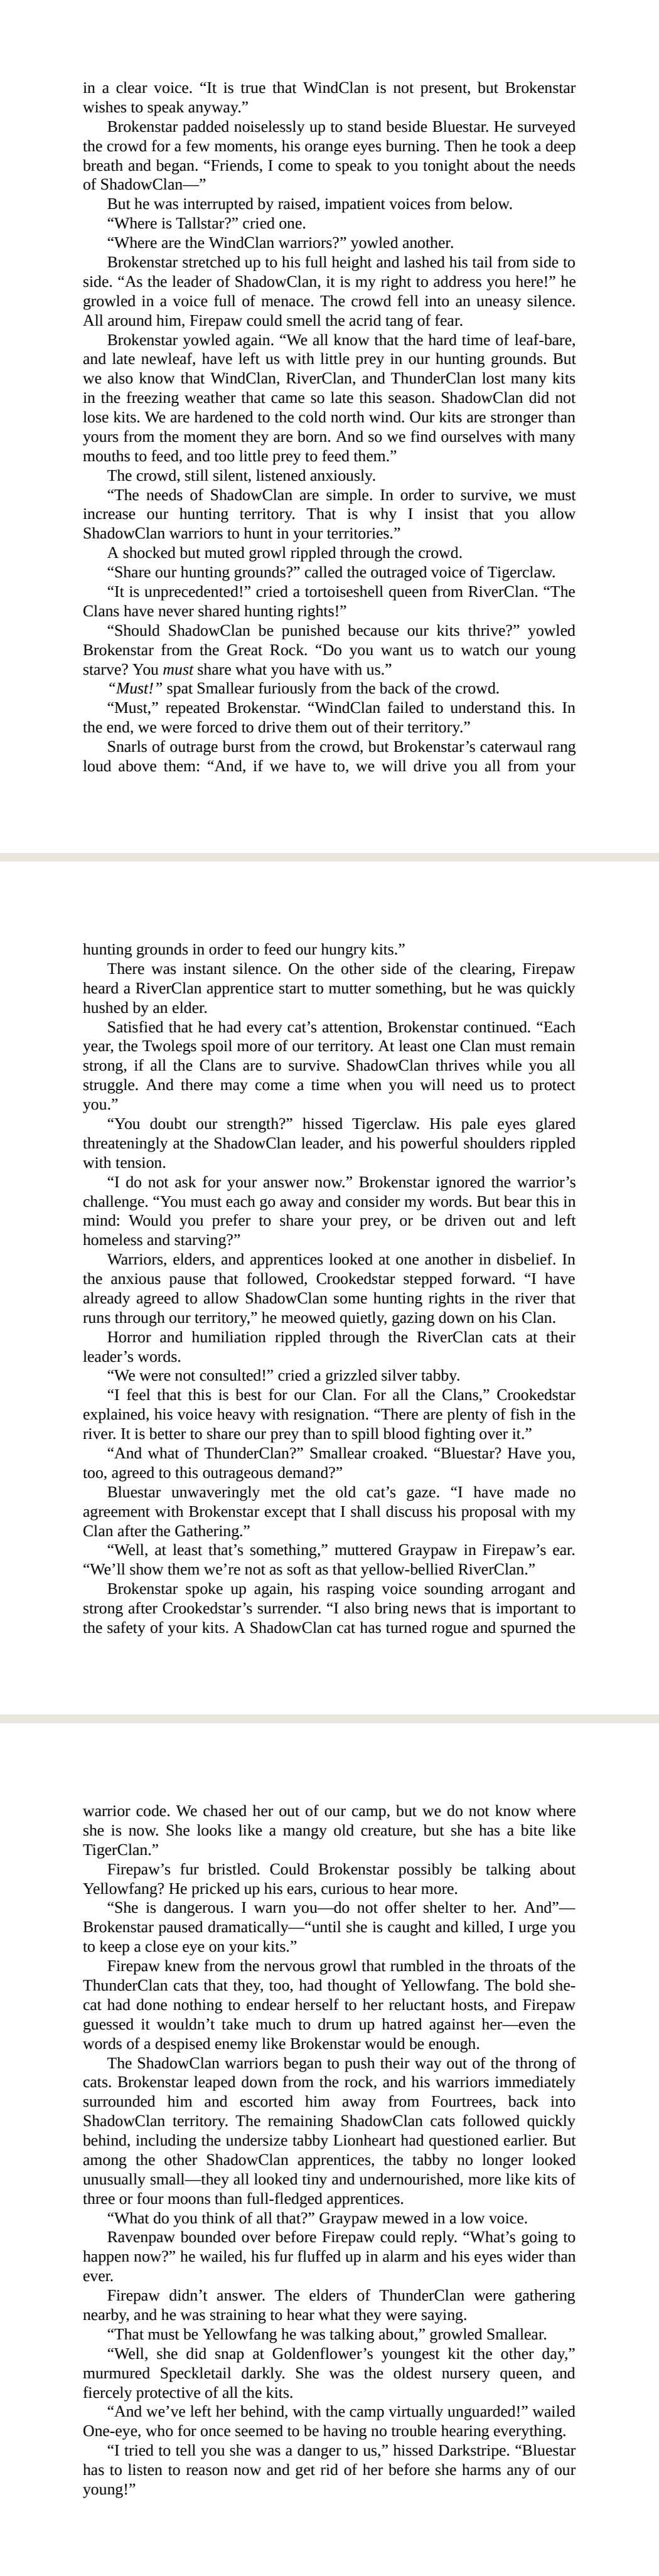 in a clear voice. “It is true that WindClan is not present, but Brokenstar
wishes to speak anyway.”
Brokenstar padded noiselessly up to stand beside Bluestar. He surveyed
the crowd for a few moments, his orange eyes burning. Then he took a deep
breath and began. “Friends, I come to speak to you tonight about the needs
of ShadowClan—”
But he was interrupted by raised, impatient voices from below.
“Where is Tallstar?” cried one.
“Where are the WindClan warriors?” yowled another.
Brokenstar stretched up to his full height and lashed his tail from side to
side. “As the leader of ShadowClan, it is my right to address you here!” he
growled in a voice full of menace. The crowd fell into an uneasy silence.
All around him, Firepaw could smell the acrid tang of fear.
Brokenstar yowled again. “We all know that the hard time of leaf-bare,
and late newleaf, have left us with little prey in our hunting grounds. But
we also know that WindClan, RiverClan, and ThunderClan lost many kits
in the freezing weather that came so late this season. ShadowClan did not
lose kits. We are hardened to the cold north wind. Our kits are stronger than
yours from the moment they are born. And so we find ourselves with many
mouths to feed, and too little prey to feed them.”
The crowd, still silent, listened anxiously.
“The needs of ShadowClan are simple. In order to survive, we must
increase our hunting territory. That is why I insist that you allow
ShadowClan warriors to hunt in your territories.”
A shocked but muted growl rippled through the crowd.
“Share our hunting grounds?” called the outraged voice of Tigerclaw.
“It is unprecedented!” cried a tortoiseshell queen from RiverClan. “The
Clans have never shared hunting rights!”
“Should ShadowClan be punished because our kits thrive?” yowled
Brokenstar from the Great Rock. “Do you want us to watch our young
starve? You must share what you have with us.”
“Must!” spat Smallear furiously from the back of the crowd.
“Must,” repeated Brokenstar. “WindClan failed to understand this. In
the end, we were forced to drive them out of their territory.”
Snarls of outrage burst from the crowd, but Brokenstar’s caterwaul rang
loud above them: “And, if we have to, we will drive you all from your
hunting grounds in order to feed our hungry kits.”
There was instant silence. On the other side of the clearing, Firepaw
heard a RiverClan apprentice start to mutter something, but he was quickly
hushed by an elder.
Satisfied that he had every cat’s attention, Brokenstar continued. “Each
year, the Twolegs spoil more of our territory. At least one Clan must remain
strong, if all the Clans are to survive. ShadowClan thrives while you all
struggle. And there may come a time when you will need us to protect
you.”
“You doubt our strength?” hissed Tigerclaw. His pale eyes glared
threateningly at the ShadowClan leader, and his powerful shoulders rippled
with tension.
“I do not ask for your answer now.” Brokenstar ignored the warrior’s
challenge. “You must each go away and consider my words. But bear this in
mind: Would you prefer to share your prey, or be driven out and left
homeless and starving?”
Warriors, elders, and apprentices looked at one another in disbelief. In
the anxious pause that followed, Crookedstar stepped forward. “I have
already agreed to allow ShadowClan some hunting rights in the river that
runs through our territory,” he meowed quietly, gazing down on his Clan.
Horror and humiliation rippled through the RiverClan cats at their
leader’s words.
“We were not consulted!” cried a grizzled silver tabby.
“I feel that this is best for our Clan. For all the Clans,” Crookedstar
explained, his voice heavy with resignation. “There are plenty of fish in the
river. It is better to share our prey than to spill blood fighting over it.”
“And what of ThunderClan?” Smallear croaked. “Bluestar? Have you,
too, agreed to this outrageous demand?”
Bluestar unwaveringly met the old cat’s gaze. “I have made no
agreement with Brokenstar except that I shall discuss his proposal with my
Clan after the Gathering.”
“Well, at least that’s something,” muttered Graypaw in Firepaw’s ear.
“We’ll show them we’re not as soft as that yellow-bellied RiverClan.”
Brokenstar spoke up again, his rasping voice sounding arrogant and
strong after Crookedstar’s surrender. “I also bring news that is important to
the safety of your kits. A ShadowClan cat has turned rogue and spurned the
warrior code. We chased her out of our camp, but we do not know where
she is now. She looks like a mangy old creature, but she has a bite like
TigerClan.”
Firepaw’s fur bristled. Could Brokenstar possibly be talking about
Yellowfang? He pricked up his ears, curious to hear more.
“She is dangerous. I warn you—do not offer shelter to her. And”—
Brokenstar paused dramatically—“until she is caught and killed, I urge you
to keep a close eye on your kits.”
Firepaw knew from the nervous growl that rumbled in the throats of the
ThunderClan cats that they, too, had thought of Yellowfang. The bold she-
cat had done nothing to endear herself to her reluctant hosts, and Firepaw
guessed it wouldn’t take much to drum up hatred against her—even the
words of a despised enemy like Brokenstar would be enough.
The ShadowClan warriors began to push their way out of the throng of
cats. Brokenstar leaped down from the rock, and his warriors immediately
surrounded him and escorted him away from Fourtrees, back into
ShadowClan territory. The remaining ShadowClan cats followed quickly
behind, including the undersize tabby Lionheart had questioned earlier. But
among the other ShadowClan apprentices, the tabby no longer looked
unusually small—they all looked tiny and undernourished, more like kits of
three or four moons than full-fledged apprentices.
“What do you think of all that?” Graypaw mewed in a low voice.
Ravenpaw bounded over before Firepaw could reply. “What’s going to
happen now?” he wailed, his fur fluffed up in alarm and his eyes wider than
ever.
Firepaw didn’t answer. The elders of ThunderClan were gathering
nearby, and he was straining to hear what they were saying.
“That must be Yellowfang he was talking about,” growled Smallear.
“Well, she did snap at Goldenflower’s youngest kit the other day,”
murmured Speckletail darkly. She was the oldest nursery queen, and
fiercely protective of all the kits.
“And we’ve left her behind, with the camp virtually unguarded!” wailed
One-eye, who for once seemed to be having no trouble hearing everything.
“I tried to tell you she was a danger to us,” hissed Darkstripe. “Bluestar
has to listen to reason now and get rid of her before she harms any of our
young!”